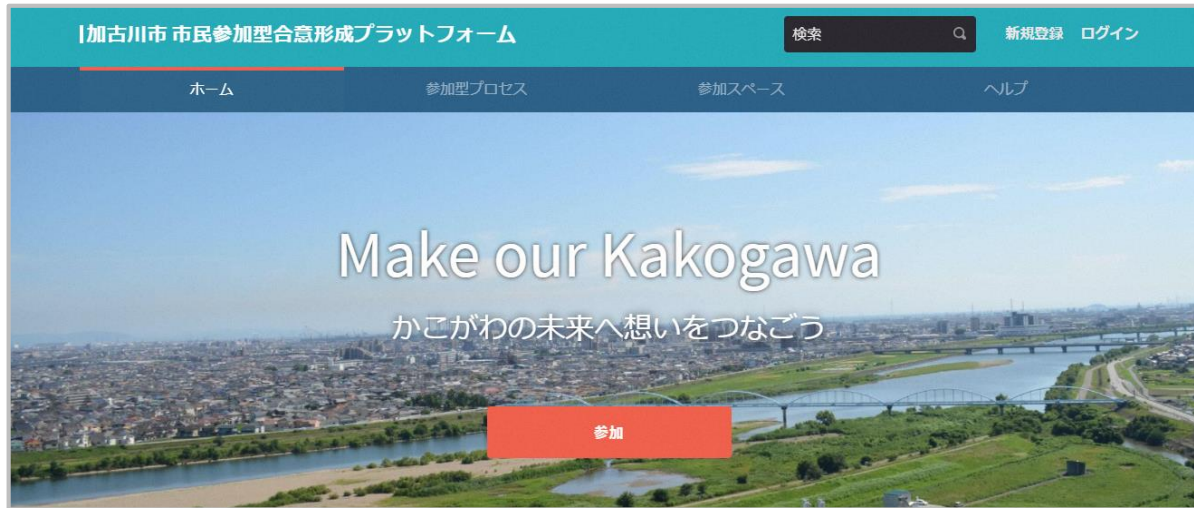 |加古川市 市民参加型合意形成プラットフォーム
検索
新規登録 ログイン
ホーム 参加型プロセス 参加スペース ヘルプ
Make our Kakogawa
かこがわの未来へ想いをつなごう
参加